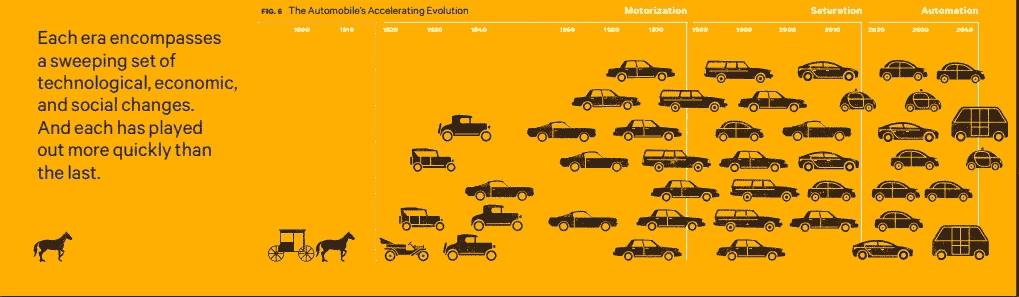 FIG. 6 The Automobile's Accelerating Evolution
Motorization Saturation Automation
1900 1910 1920 1930 1940 1950 1960 1970 1980 1990 2000 2010 2020 2030 2040
Each era encompasses
a sweeping set of
technological, economic,
and social changes.
And each has played
out more quickly than
the last.